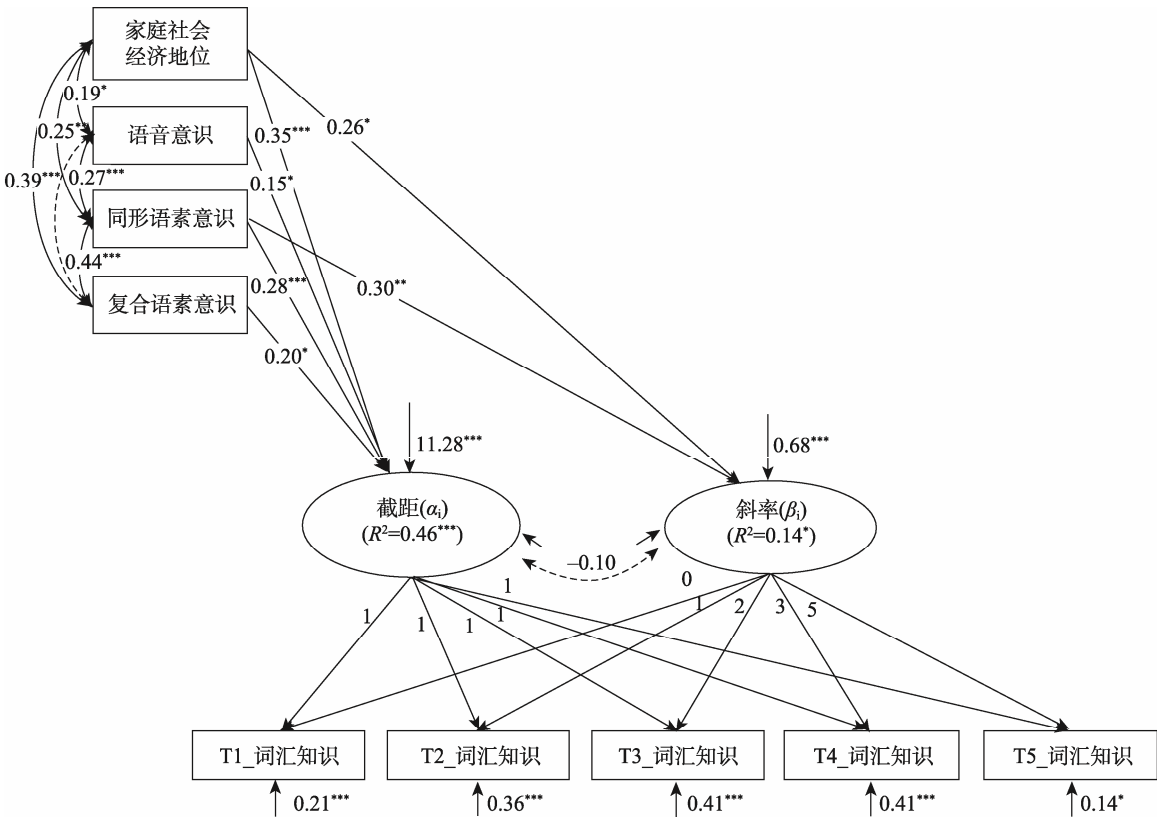 家庭社会
经济地位
0.19*
语音意识
0.35***
0.26*
0.25**
0.39***
0.27***
0.15*
同形语素意识
0.44***
0.28***
0.30**
复合语素意识
0.20*
11.28***
0.68***
截距(αi)
(R²=0.46***)
斜率(βi)
(R²=0.14*)
–0.10
1
1
1
1
1
0
1
2
3
5
T1_词汇知识
T2_词汇知识
T3_词汇知识
T4_词汇知识
T5_词汇知识
0.21***
0.36***
0.41***
0.41***
0.14*